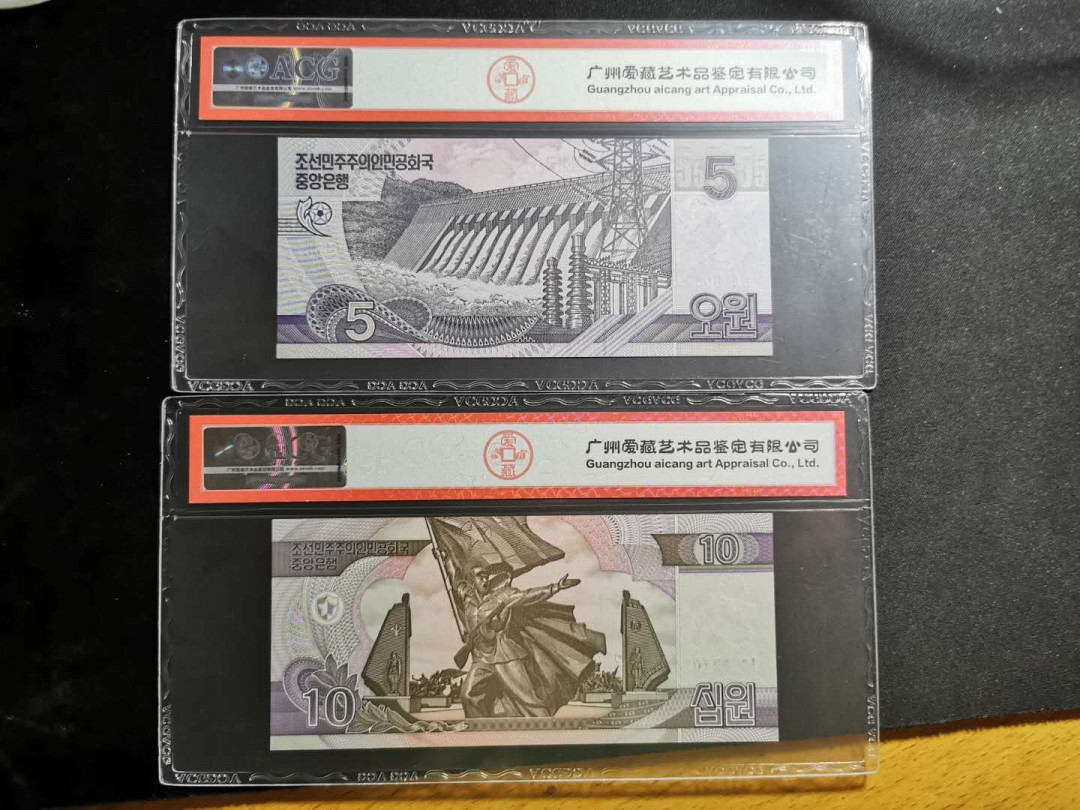 ACG
爱
藏
广州爱藏艺术品鉴定有限公司
Guangzhou aicang art Appraisal Co., Ltd.
조선민주주의인민공화국
중앙은행
5
5
오원
爱
藏
广州爱藏艺术品鉴定有限公司
Guangzhou aicang art Appraisal Co., Ltd.
조선민주주의인민공화국
중앙은행
10
10
십원